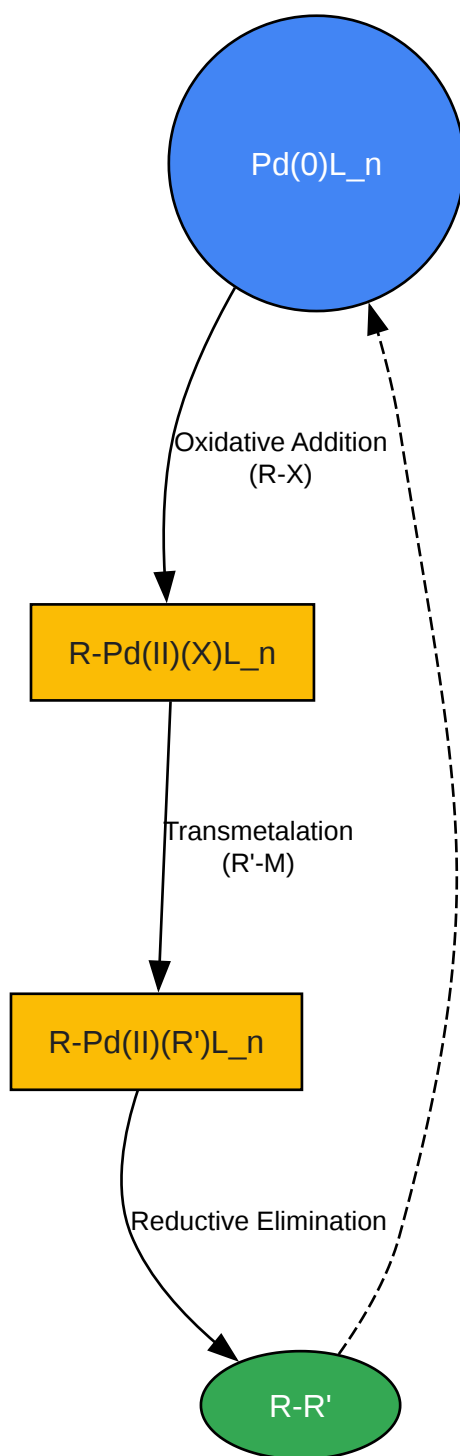 Pd(0)L_n
Oxidative Addition
(R-X)
R-Pd(II)(X)L_n
Transmetalation
(R'-M)
R-Pd(II)(R')L_n
Reductive Elimination
R-R'